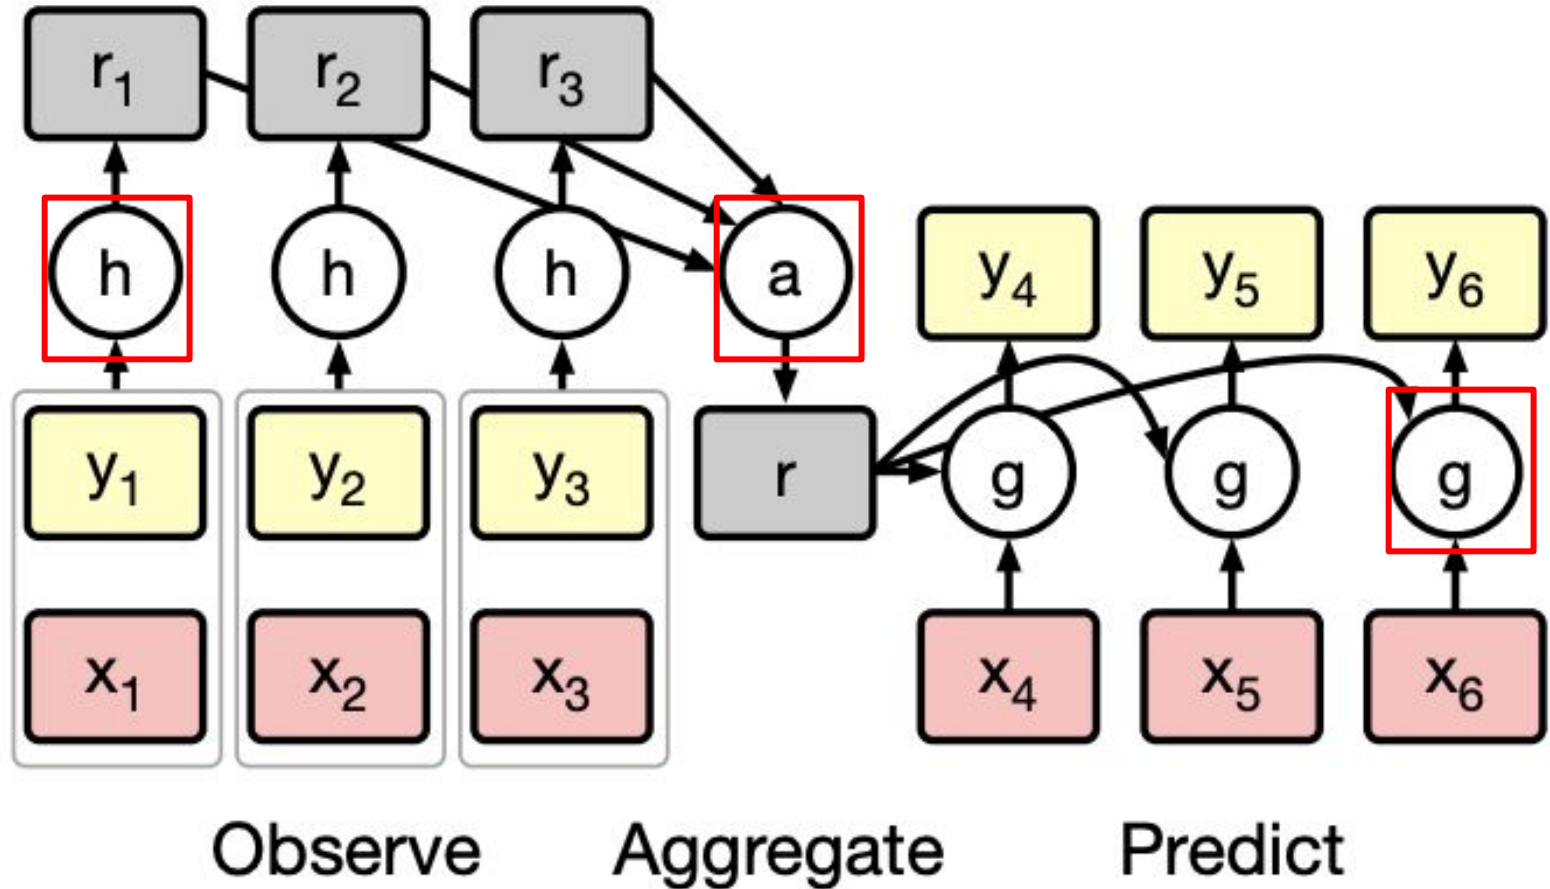 r₁ r₂ r₃
h h h a y₄ y₅ y₆
y₁ y₂ y₃ r g g g
x₁ x₂ x₃ x₄ x₅ x₆
Observe Aggregate Predict